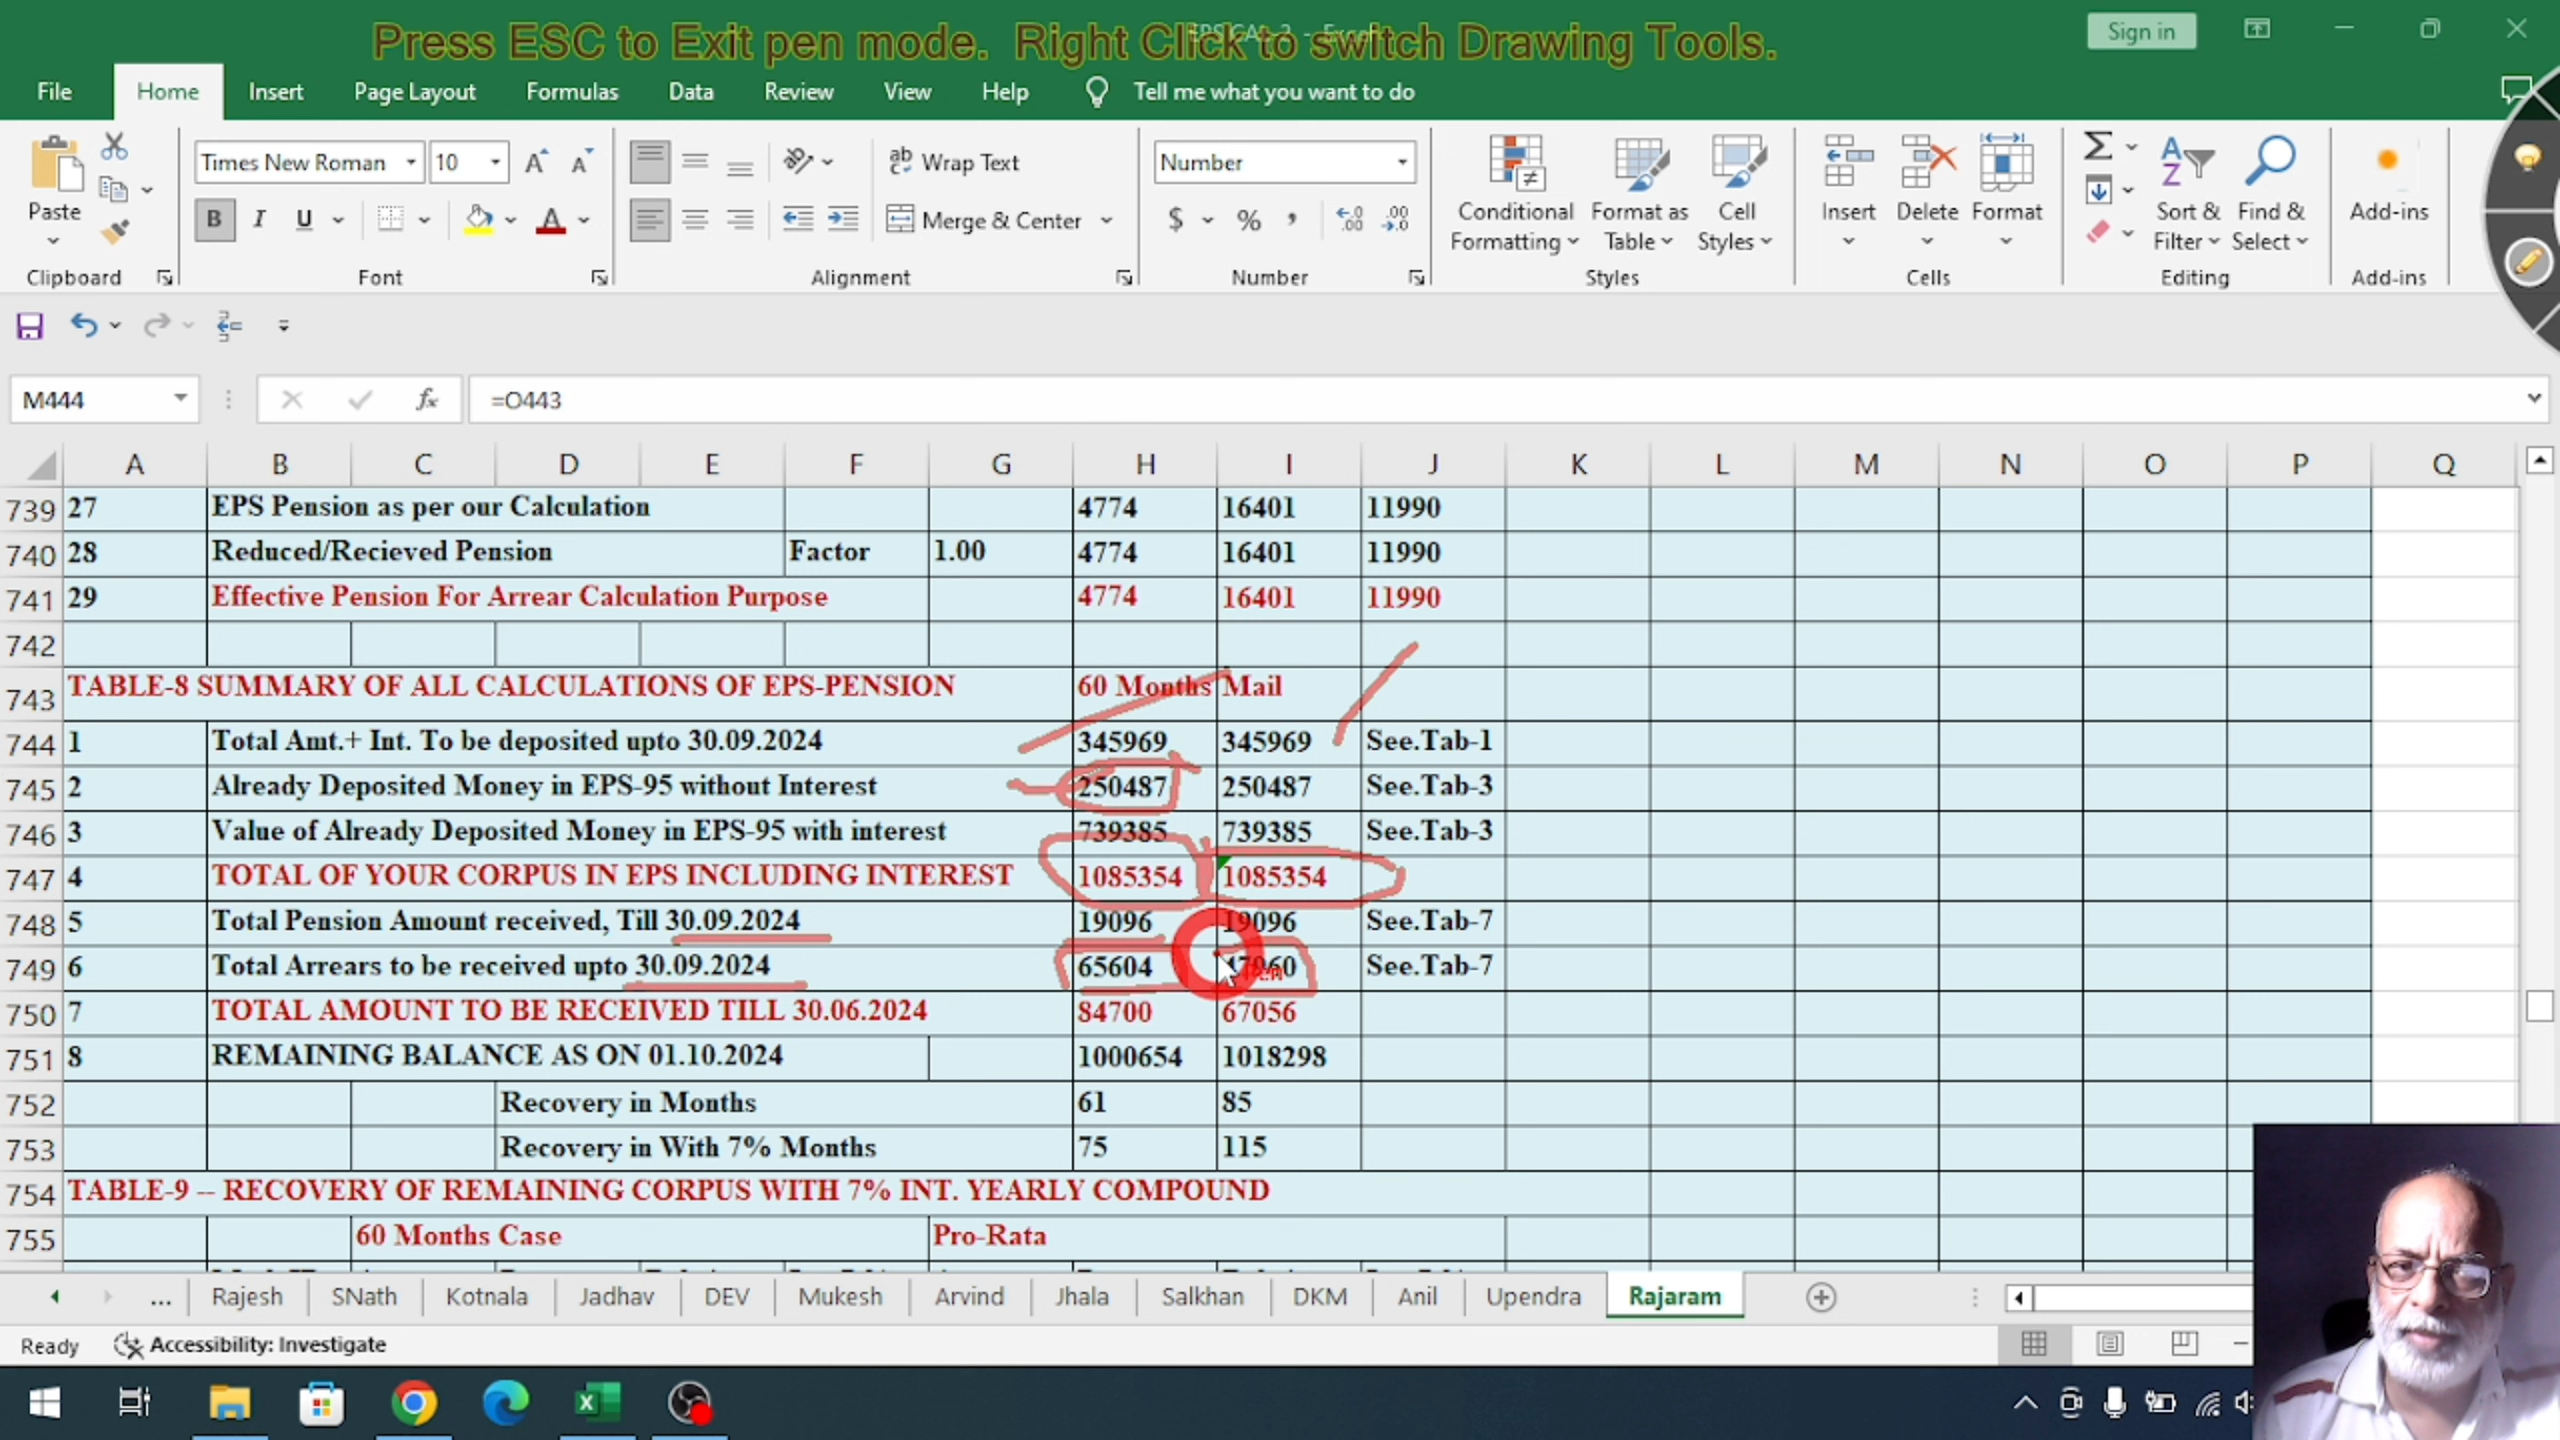 Press ESC to Exit pen mode. Right Click to switch Drawing Tools.
Sign in
File Home Insert Page Layout Formulas Data Review View Help Tell me what you want to do
Paste
Clipboard
Times New Roman 10
B I U
Font
Wrap Text
Merge & Center
Alignment
Number
$ % ,
Number
Conditional Formatting
Format as Table
Cell Styles
Styles
Insert Delete Format
Cells
Sort & Filter
Find & Select
Editing
Add-ins
Add-ins
M444 fx =O443
A B C D E F G H I J K L M N O P Q
739 27 EPS Pension as per our Calculation 4774 16401 11990
740 28 Reduced/Recieved Pension Factor 1.00 4774 16401 11990
741 29 Effective Pension For Arrear Calculation Purpose 4774 16401 11990
742
743 TABLE-8 SUMMARY OF ALL CALCULATIONS OF EPS-PENSION 60 Months Mail
744 1 Total Amt.+ Int. To be deposited upto 30.09.2024 345969 345969 See.Tab-1
745 2 Already Deposited Money in EPS-95 without Interest 250487 250487 See.Tab-3
746 3 Value of Already Deposited Money in EPS-95 with interest 739385 739385 See.Tab-3
747 4 TOTAL OF YOUR CORPUS IN EPS INCLUDING INTEREST 1085354 1085354
748 5 Total Pension Amount received, Till 30.09.2024 19096 19096 See.Tab-7
749 6 Total Arrears to be received upto 30.09.2024 65604 See.Tab-7
750 7 TOTAL AMOUNT TO BE RECEIVED TILL 30.06.2024 84700 67056
751 8 REMAINING BALANCE AS ON 01.10.2024 1000654 1018298
752 Recovery in Months 61 85
753 Recovery in With 7% Months 75 115
754 TABLE-9 -- RECOVERY OF REMAINING CORPUS WITH 7% INT. YEARLY COMPOUND
755 60 Months Case Pro-Rata
... Rajesh SNath Kotnala Jadhav DEV Mukesh Arvind Jhala Salkhan DKM Anil Upendra Rajaram
Ready Accessibility: Investigate